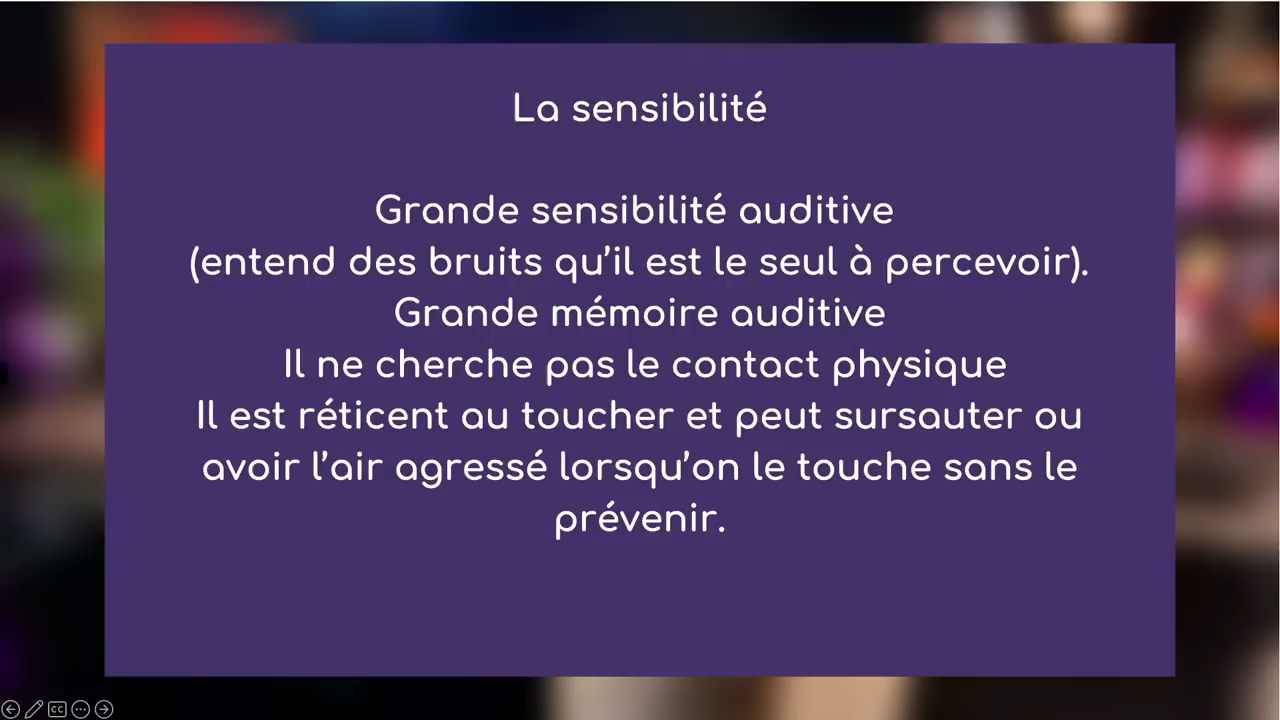 La sensibilité
Grande sensibilité auditive
(entend des bruits qu’il est le seul à percevoir).
Grande mémoire auditive
Il ne cherche pas le contact physique
Il est réticent au toucher et peut sursauter ou
avoir l’air agressé lorsqu’on le touche sans le
prévenir.
CC